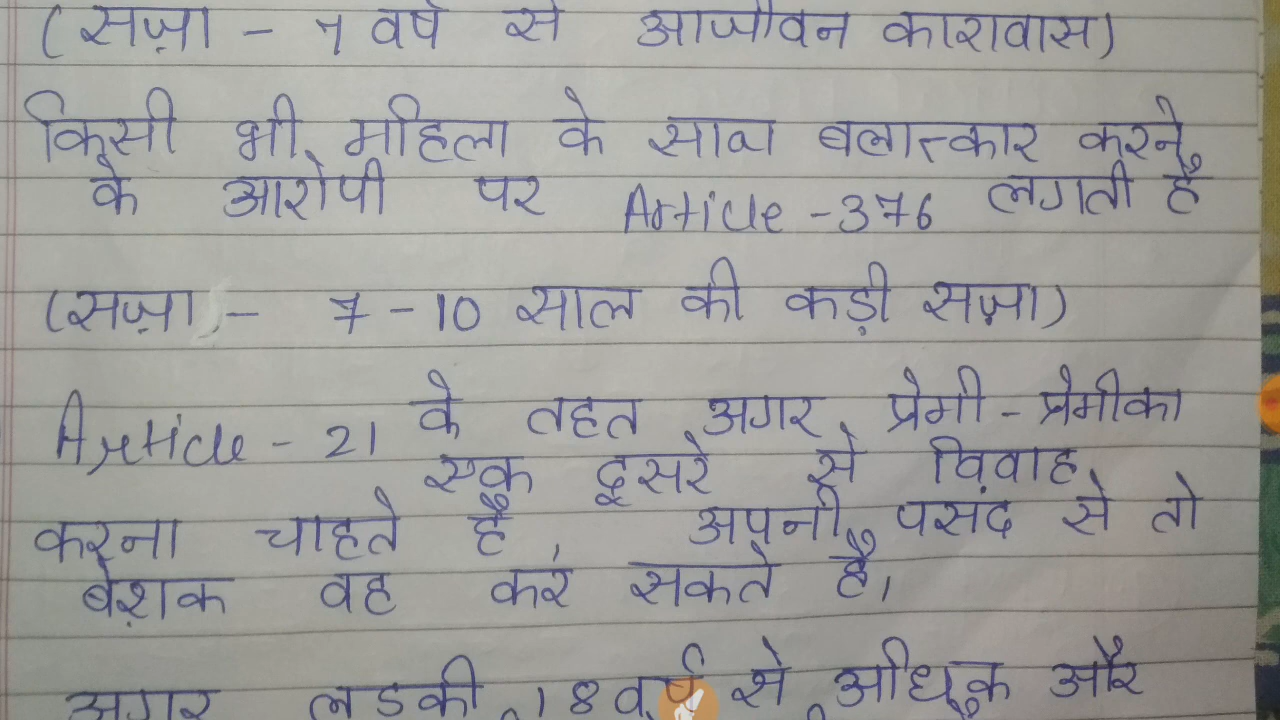 (सज़ा - 7 वर्ष से आजीवन कारावास)
किसी भी महिला के साथ बलात्कार करने
के आरोपी पर Article - 376 लगती है
(सज़ा - 7 - 10 साल की कड़ी सज़ा)
Article - 21 के तहत अगर प्रेमी - प्रेमीका
एक दूसरे से विवाह
करना चाहते है, अपनी पसंद से तो
बेशक वह कर सकते है,
अगर लडकी 18 वर्ष से अधिक और